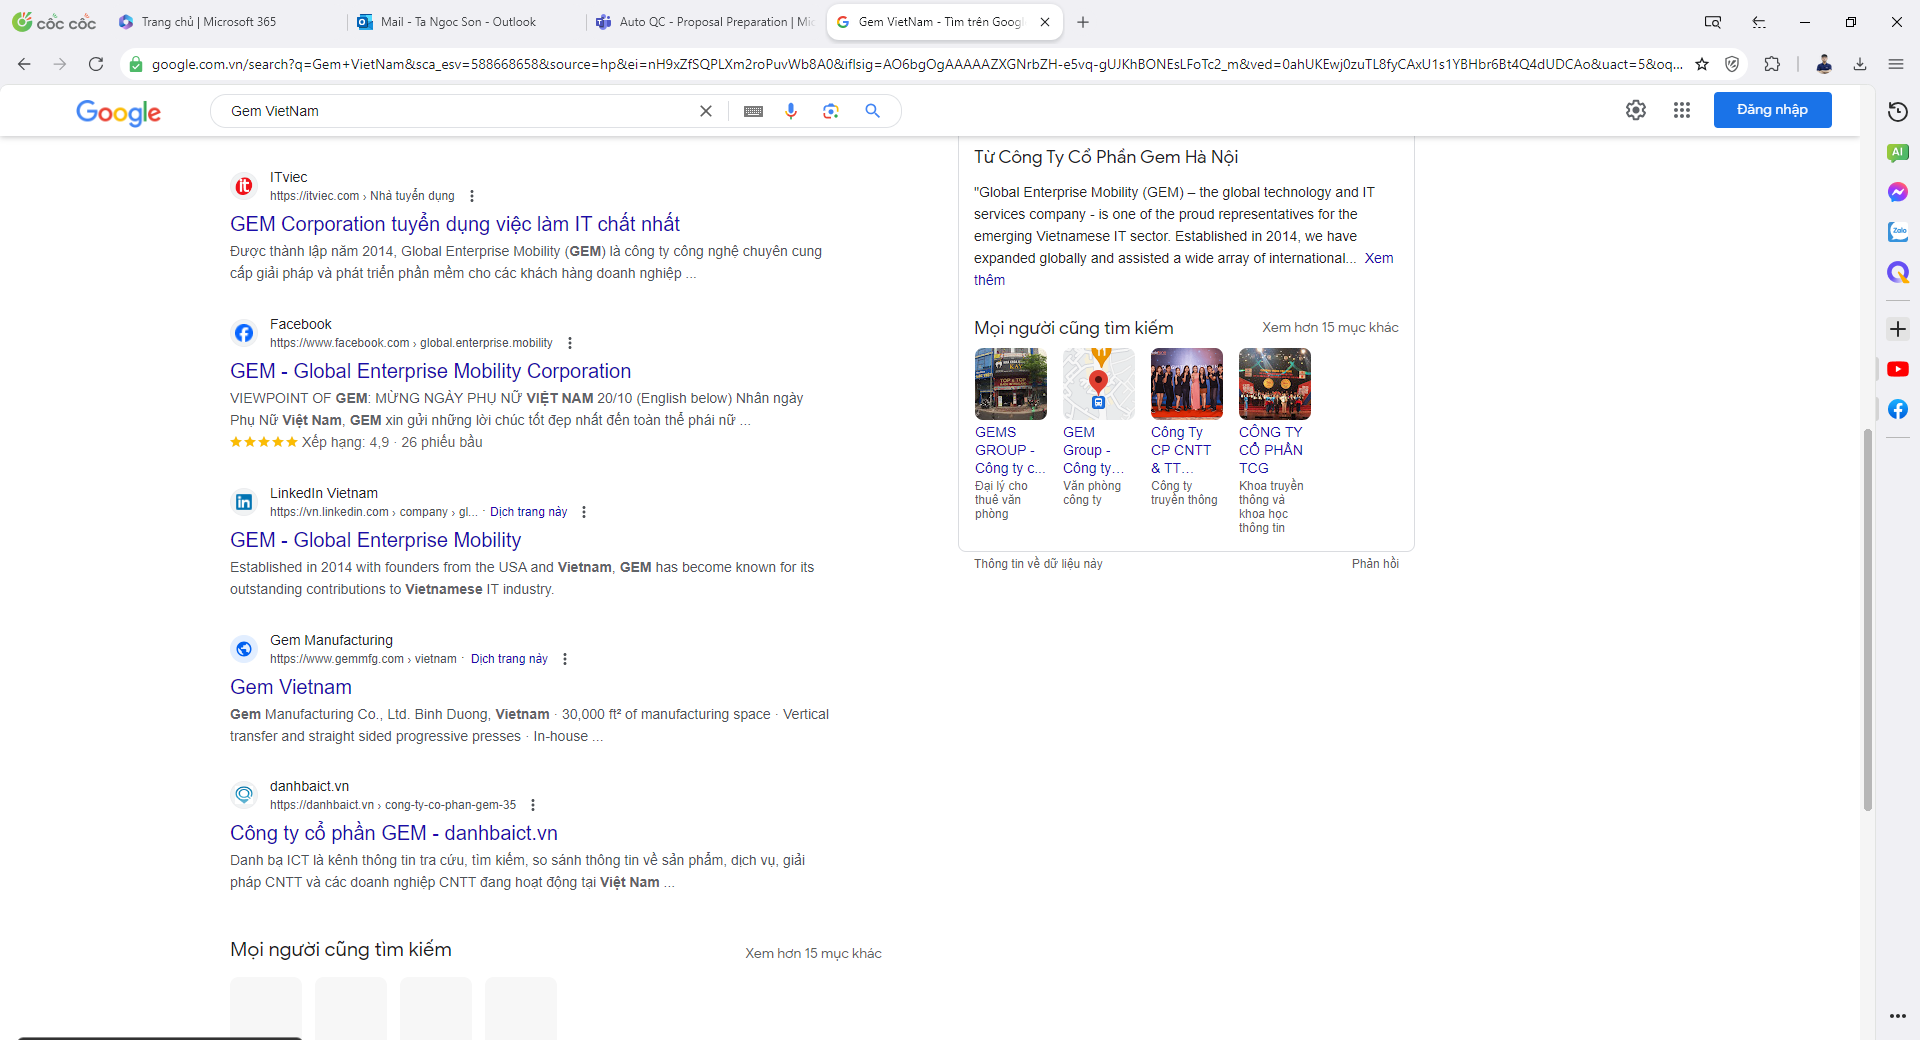 cốc cốc
Trang chủ | Microsoft 365
Mail - Ta Ngoc Son - Outlook
Auto QC - Proposal Preparation | Mic
Gem VietNam - Tìm trên Googl
google.com.vn/search?q=Gem+VietNam&sca_esv=588668658&source=hp&ei=nH9xZfSQPLXm2roPuvWb8A0&iflsig=AO6bgOgAAAAAZXGNrbZH-e5vq-gUJKhBONEsLFoTc2_m&ved=0ahUKEwj0zuTL8fyCAxU1s1YBHbr6Bt4Q4dUDCAo&uact=5&oq...
Google
Gem VietNam
Đăng nhập
ITviec
https://itviec.com › Nhà tuyển dụng
GEM Corporation tuyển dụng việc làm IT chất nhất
Được thành lập năm 2014, Global Enterprise Mobility (GEM) là công ty công nghệ chuyên cung
cấp giải pháp và phát triển phần mềm cho các khách hàng doanh nghiệp ...
Facebook
https://www.facebook.com › global.enterprise.mobility
GEM - Global Enterprise Mobility Corporation
VIEWPOINT OF GEM: MỪNG NGÀY PHỤ NỮ VIỆT NAM 20/10 (English below) Nhân ngày
Phụ Nữ Việt Nam, GEM xin gửi những lời chúc tốt đẹp nhất đến toàn thể phái nữ ...
Xếp hạng: 4,9 · 26 phiếu bầu
LinkedIn Vietnam
https://vn.linkedin.com › company › gl... · Dịch trang này
GEM - Global Enterprise Mobility
Established in 2014 with founders from the USA and Vietnam, GEM has become known for its
outstanding contributions to Vietnamese IT industry.
Gem Manufacturing
https://www.gemmfg.com › vietnam · Dịch trang này
Gem Vietnam
Gem Manufacturing Co., Ltd. Binh Duong, Vietnam · 30,000 ft² of manufacturing space · Vertical
transfer and straight sided progressive presses · In-house ...
danhbaict.vn
https://danhbaict.vn › cong-ty-co-phan-gem-35
Công ty cổ phần GEM - danhbaict.vn
Danh bạ ICT là kênh thông tin tra cứu, tìm kiếm, so sánh thông tin về sản phẩm, dịch vụ, giải
pháp CNTT và các doanh nghiệp CNTT đang hoạt động tại Việt Nam ...
Mọi người cũng tìm kiếm
Xem hơn 15 mục khác
Từ Công Ty Cổ Phần Gem Hà Nội
"Global Enterprise Mobility (GEM) – the global technology and IT
services company - is one of the proud representatives for the
emerging Vietnamese IT sector. Established in 2014, we have
expanded globally and assisted a wide array of international... Xem
thêm
Mọi người cũng tìm kiếm
Xem hơn 15 mục khác
GEMS
GROUP -
Công ty c...
Đại lý cho
thuê văn
phòng
GEM
Group -
Công ty...
Văn phòng
công ty
Công Ty
CP CNTT
& TT...
Công ty
truyền thông
CÔNG TY
CỔ PHẦN
TCG
Khoa truyền
thông và
khoa học
thông tin
Thông tin về dữ liệu này
Phản hồi
AI
Zalo